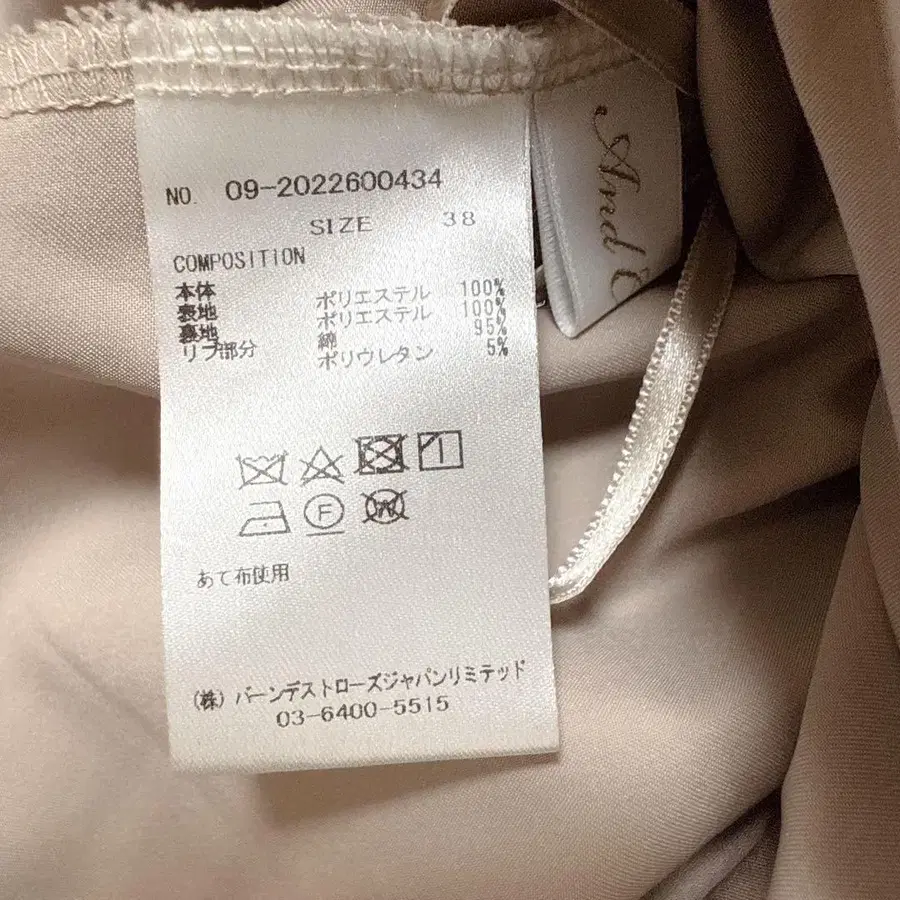 NO. 09-2022600434
SIZE 38
COMPOSITION
本体
表地 ポリエステル 100%
裏地 ポリエステル 100%
リブ部分 綿 95%
ポリウレタン 5%
F
W
あて布使用
(株) バーンデストローズジャパンリミテッド
03-6400-5515
And